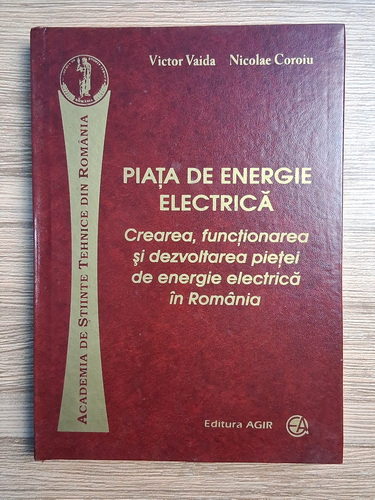 Victor Vaida Nicolae Coroiu
PIAȚA DE ENERGIE
ELECTRICĂ
Crearea, funcționarea
și dezvoltarea pieței
de energie electrică
în România
ACADEMIA DE ȘTIINȚE TEHNICE DIN ROMÂNIA
Editura AGIR